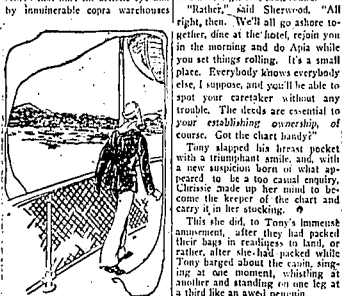 by innumerable copra warehouses
"Rather," said Sherwood, "All
right, then. We'll all go ashore to-
gether, dine at the hotel, rejoin you
in the morning and do Apia while
you set things rolling. It's a small
place. Everybody knows everybody
else, I suppose, and you'll be able to
spot your caretaker without any
trouble. The deeds are essential to
your establishing ownership, of
course. Got the chart handy?"
Tony slapped his breast pocket
with a triumphant smile, and, with
a new suspicion born of what ap-
peared to be a too casual enquiry,
Chrissie made up her mind to be-
come the keeper of the chart and
carry it in her stocking.
This she did, to Tony's immense
amusement, after they had packed
their bags in readiness to land, or
rather, after she had packed while
Tony barged about the cabin, sing-
ing at one moment, whistling at
another and standing on one leg at
a third like an awed penguin